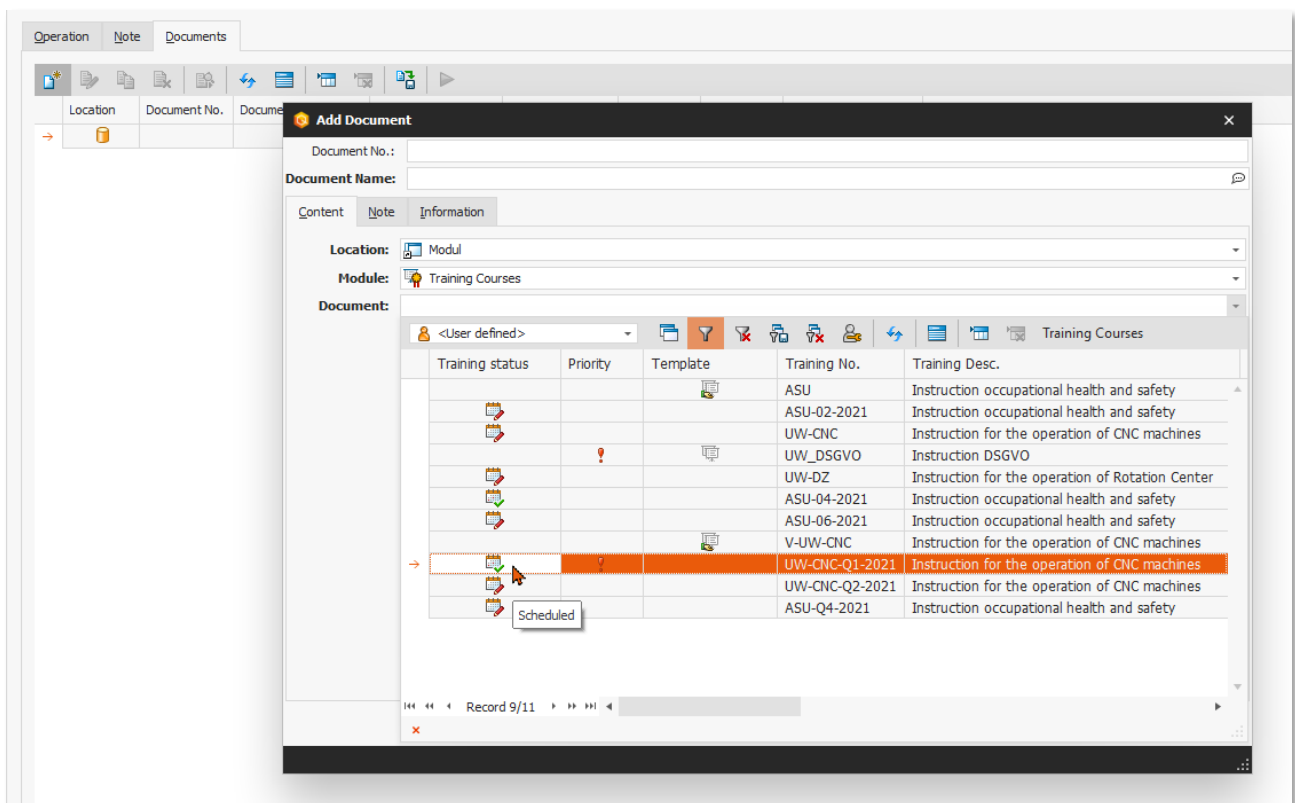 Operation Note Documents
Location Document No. Docume
Add Document
Document No.:
Document Name:
Content Note Information
Location: Modul
Module: Training Courses
Document:
<User defined> Training Courses
Training status Priority Template Training No. Training Desc.
ASU Instruction occupational health and safety
ASU-02-2021 Instruction occupational health and safety
UW-CNC Instruction for the operation of CNC machines
UW_DSGVO Instruction DSGVO
UW-DZ Instruction for the operation of Rotation Center
ASU-04-2021 Instruction occupational health and safety
ASU-06-2021 Instruction occupational health and safety
V-UW-CNC Instruction for the operation of CNC machines
UW-CNC-Q1-2021 Instruction for the operation of CNC machines
UW-CNC-Q2-2021 Instruction for the operation of CNC machines
ASU-Q4-2021 Instruction occupational health and safety
Scheduled
Record 9/11